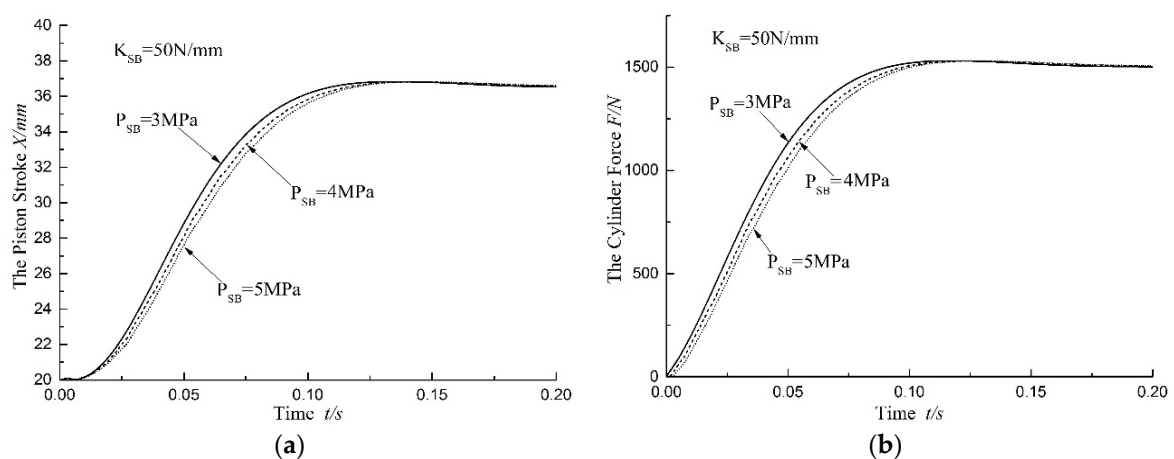 The Piston Stroke X/mm
40
38
36
34
32
30
28
26
24
22
20
K_SB=50N/mm
P_SB=3MPa
P_SB=4MPa
P_SB=5MPa
0.00 0.05 0.10 0.15 0.20
Time t/s
(a)
The Cylinder Force F/N
1500
1000
500
0
K_SB=50N/mm
P_SB=3MPa
P_SB=4MPa
P_SB=5MPa
0.00 0.05 0.10 0.15 0.20
Time t/s
(b)